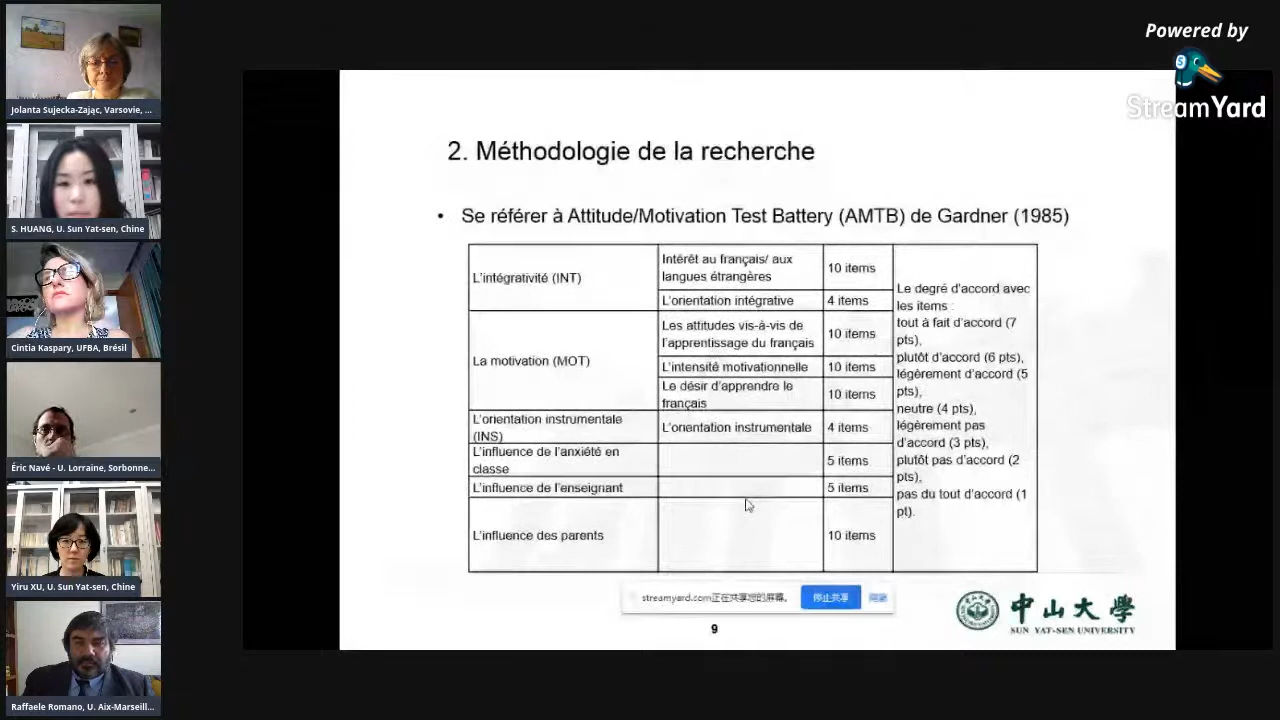 Powered by
StreamYard
Jolanta Sujecka-Zając, Varsovie, ...
S. HUANG, U. Sun Yat-sen, Chine
Cintia Kaspary, UFBA, Brésil
Éric Navé - U. Lorraine, Sorbonne...
Yiru XU, U. Sun Yat-sen, Chine
Raffaele Romano, U. Aix-Marseill...
2. Méthodologie de la recherche
• Se référer à Attitude/Motivation Test Battery (AMTB) de Gardner (1985)
L'intégrativité (INT)
Intérêt au français/ aux
langues étrangères
10 items
L'orientation intégrative
4 items
La motivation (MOT)
Les attitudes vis-à-vis de
l'apprentissage du français
10 items
L'intensité motivationnelle
10 items
Le désir d'apprendre le
français
10 items
L'orientation instrumentale
(INS)
L'orientation instrumentale
4 items
L'influence de l'anxiété en
classe
5 items
L'influence de l'enseignant
5 items
L'influence des parents
10 items
Le degré d'accord avec
les items :
tout à fait d'accord (7
pts),
plutôt d'accord (6 pts),
légèrement d'accord (5
pts),
neutre (4 pts),
légèrement pas
d'accord (3 pts),
plutôt pas d'accord (2
pts),
pas du tout d'accord (1
pt).
streamyard.com正在共享您的屏幕。
停止共享
隐藏
9
中山大學
SUN YAT-SEN UNIVERSITY